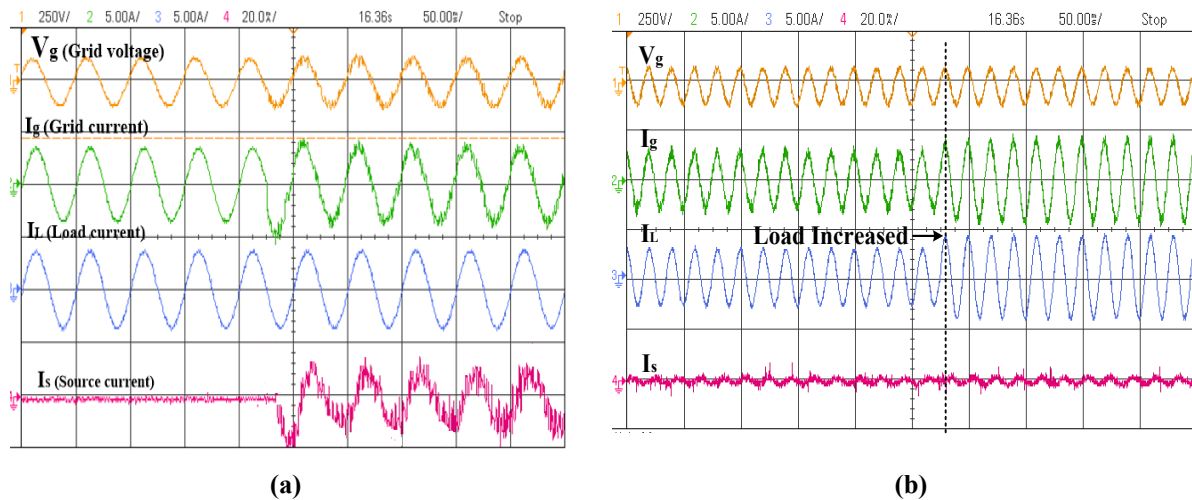 1 250V/ 2 5.00A/ 3 5.00A/ 4 20.0%/ 16.36s 50.00%/ Stop
Vg (Grid voltage)
Ig (Grid current)
IL (Load current)
Is (Source current)
(a)
1 250V/ 2 5.00A/ 3 5.00A/ 4 20.0%/ 16.36s 50.00%/ Stop
Vg
Ig
IL
Load Increased
Is
(b)